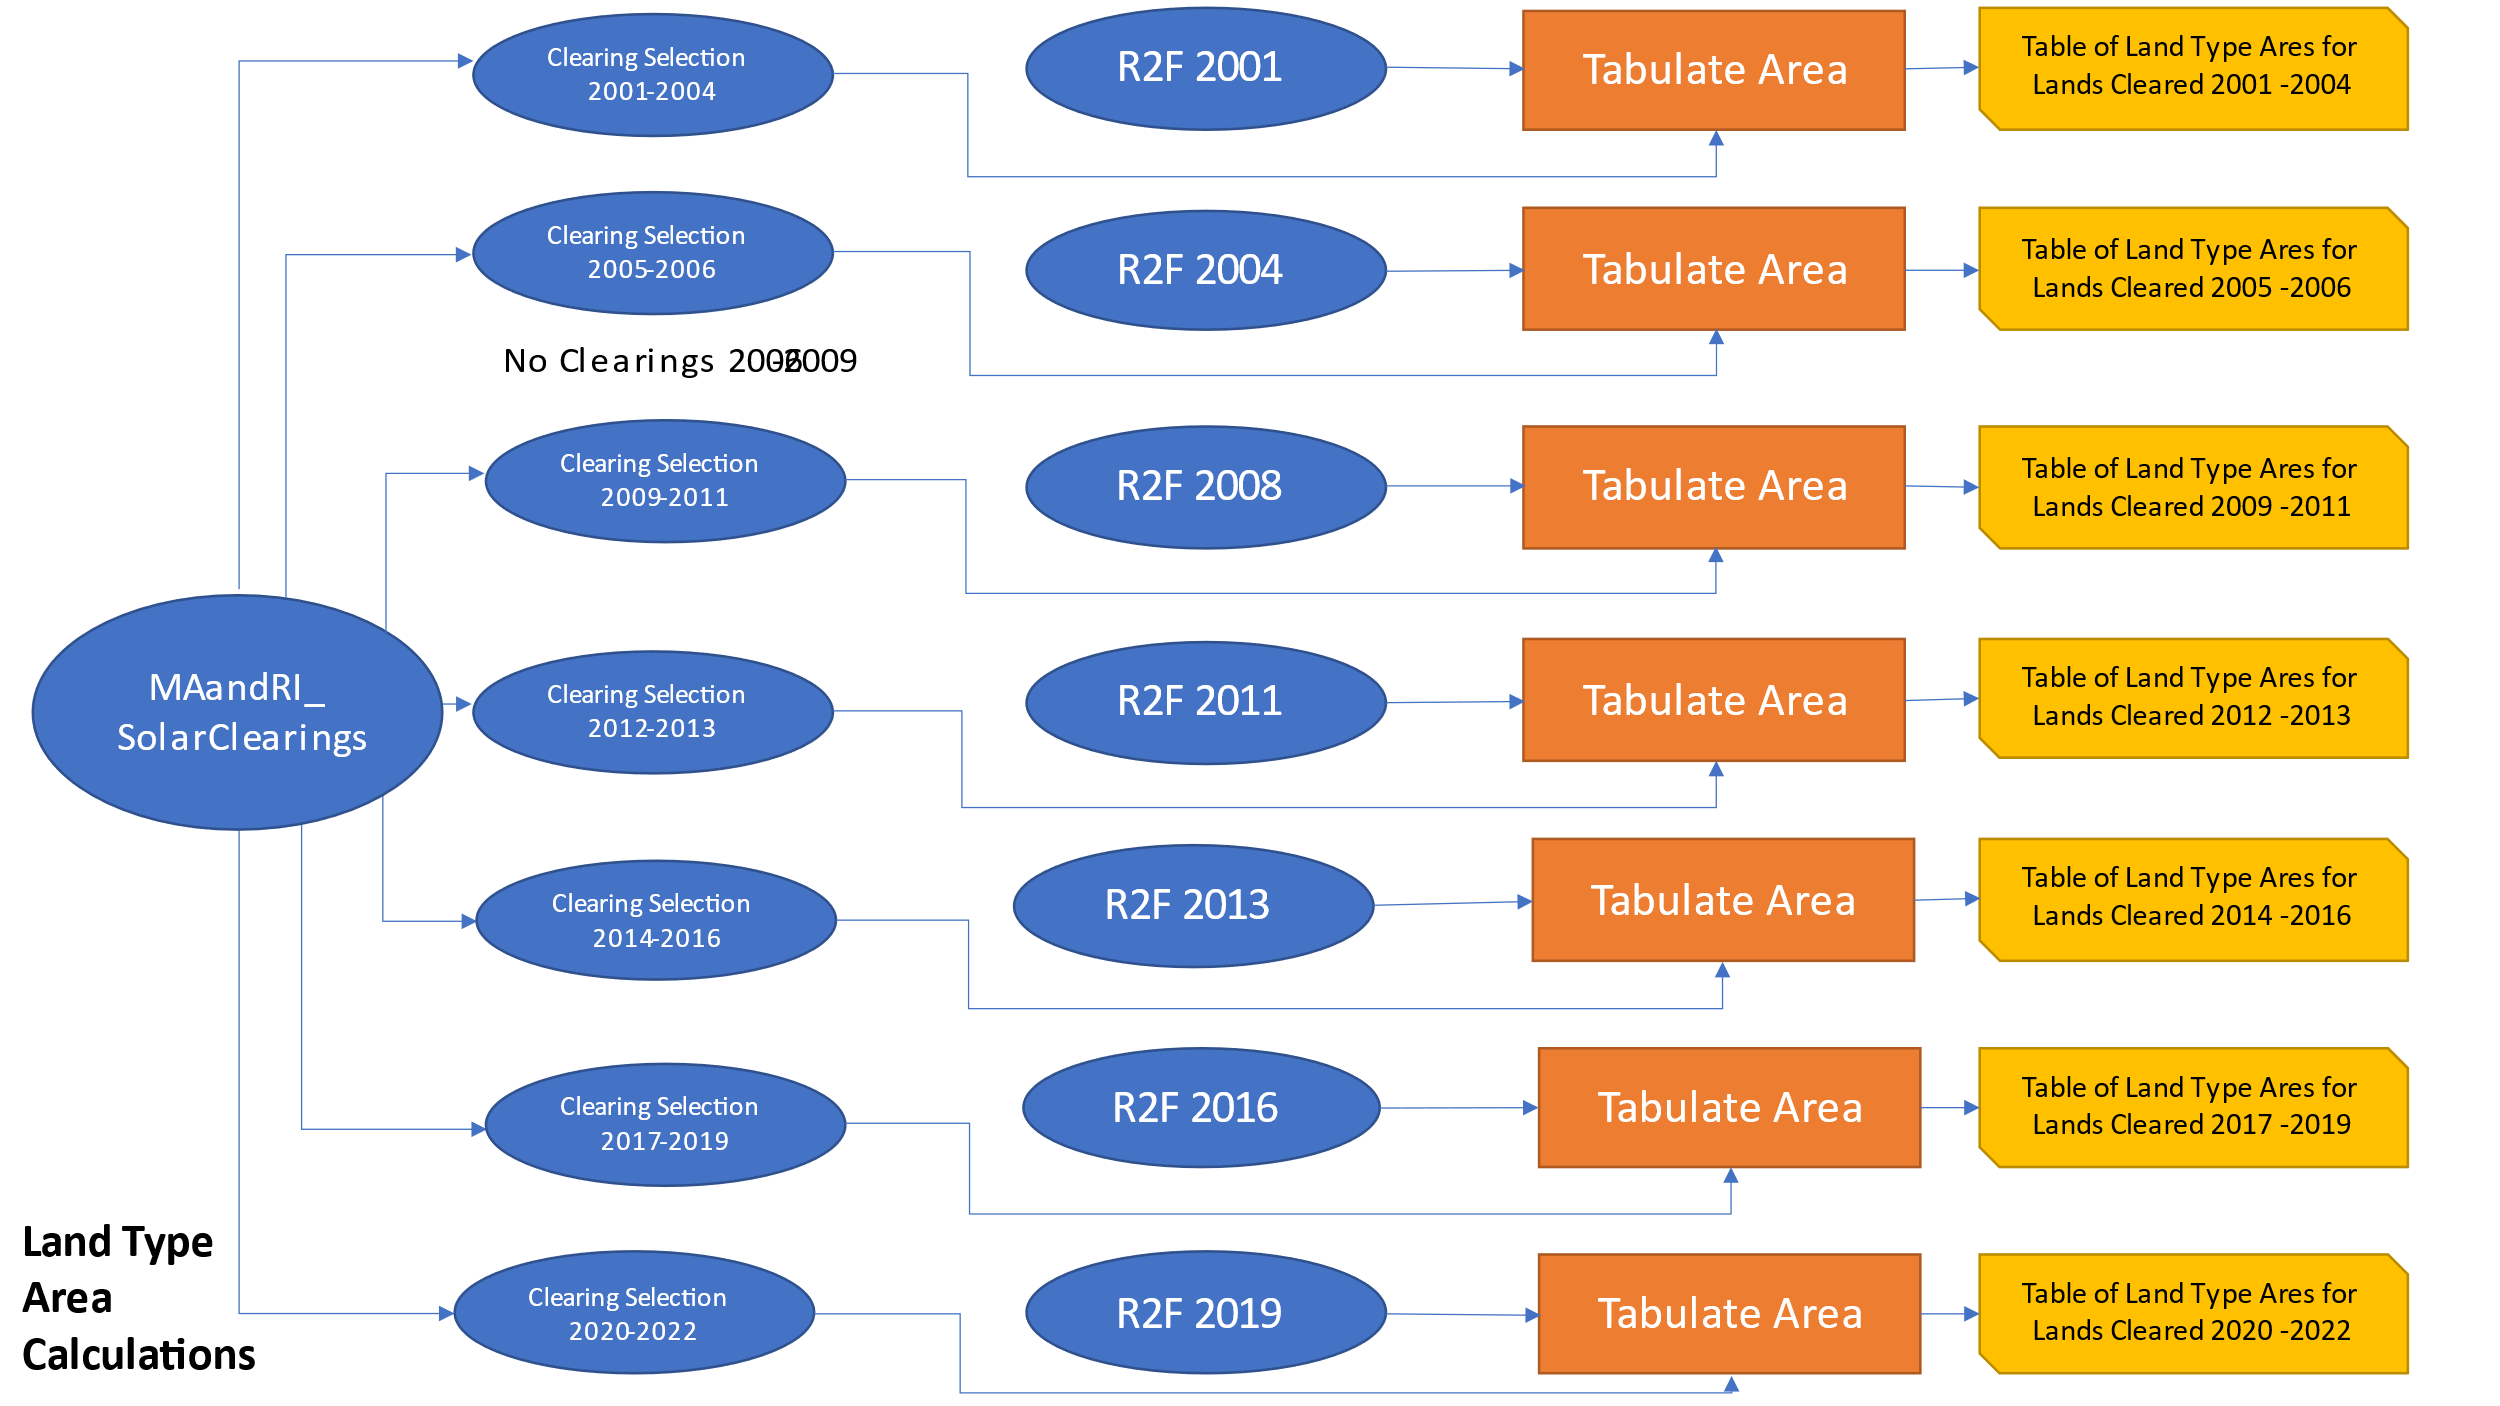 Clearing Selection
2001-2004
R2F 2001
Tabulate Area
Table of Land Type Ares for
Lands Cleared 2001 -2004
Clearing Selection
2005-2006
R2F 2004
Tabulate Area
Table of Land Type Ares for
Lands Cleared 2005 -2006
No Clearings 2006-2009
Clearing Selection
2009-2011
R2F 2008
Tabulate Area
Table of Land Type Ares for
Lands Cleared 2009 -2011
MAandRI_
SolarClearings
Clearing Selection
2012-2013
R2F 2011
Tabulate Area
Table of Land Type Ares for
Lands Cleared 2012 -2013
Clearing Selection
2014-2016
R2F 2013
Tabulate Area
Table of Land Type Ares for
Lands Cleared 2014 -2016
Clearing Selection
2017-2019
R2F 2016
Tabulate Area
Table of Land Type Ares for
Lands Cleared 2017 -2019
Clearing Selection
2020-2022
R2F 2019
Tabulate Area
Table of Land Type Ares for
Lands Cleared 2020 -2022
Land Type
Area
Calculations